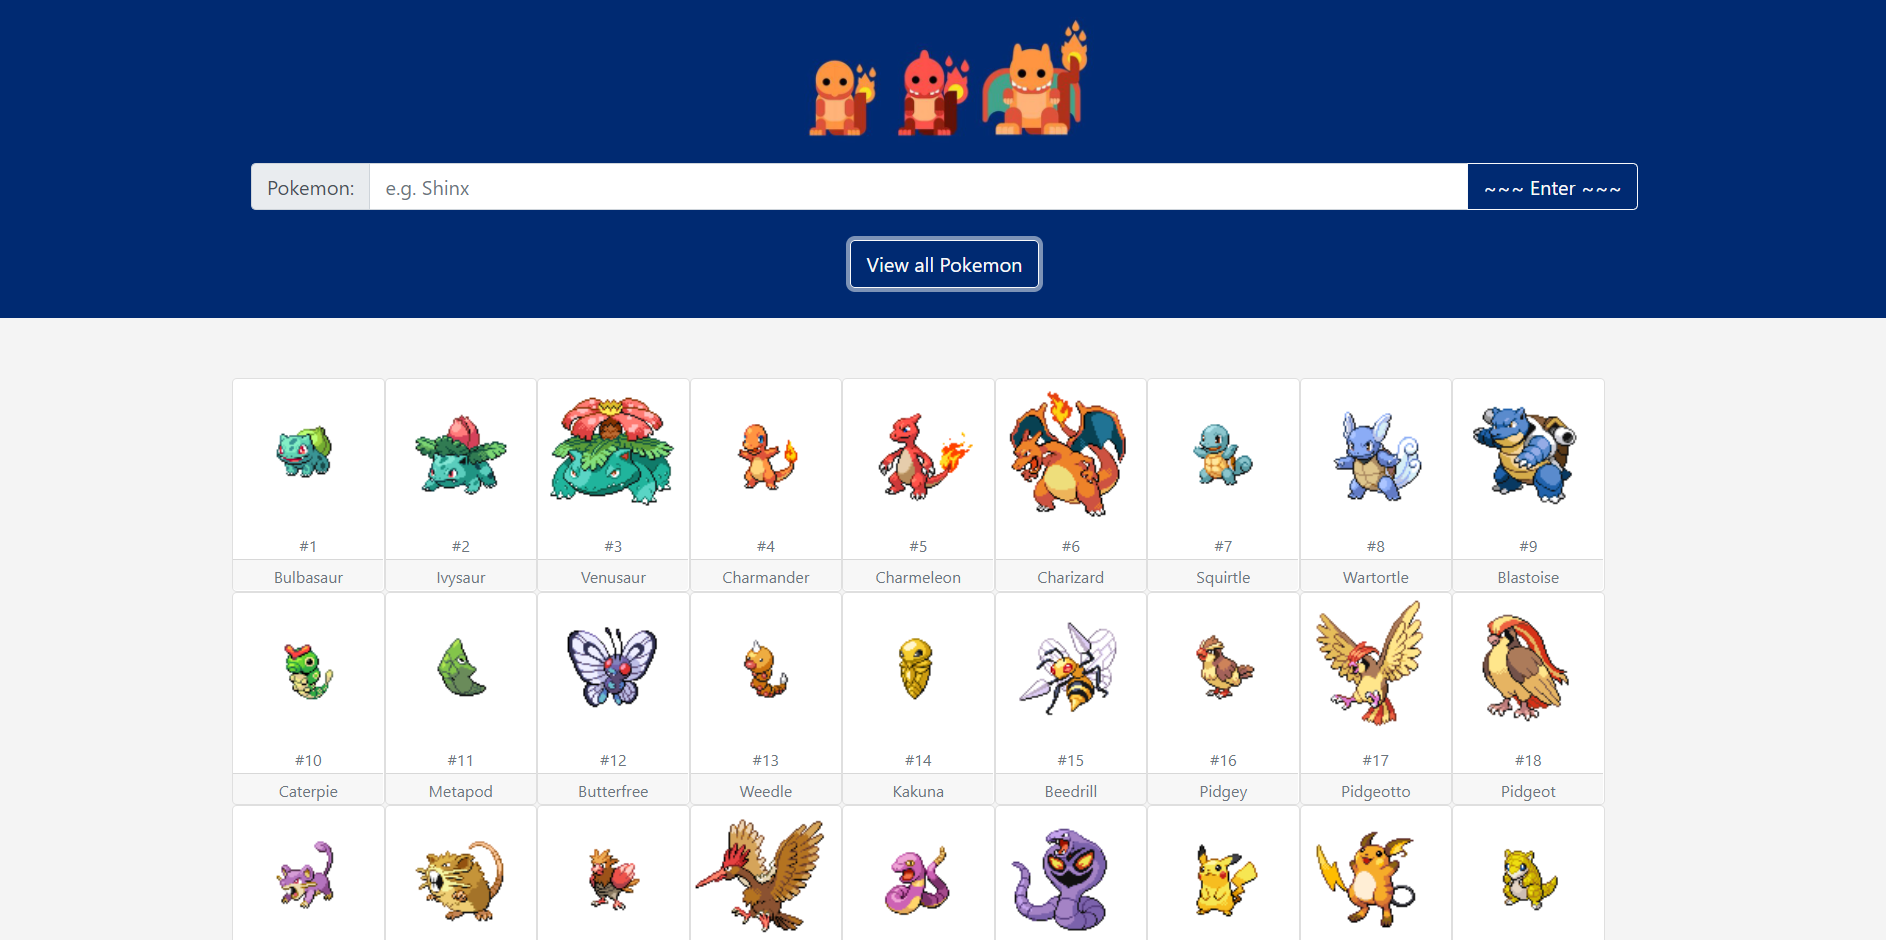 Pokemon: e.g. Shinx ~~~ Enter ~~~
View all Pokemon
#1 #2 #3 #4 #5 #6 #7 #8 #9
Bulbasaur Ivysaur Venusaur Charmander Charmeleon Charizard Squirtle Wartortle Blastoise
#10 #11 #12 #13 #14 #15 #16 #17 #18
Caterpie Metapod Butterfree Weedle Kakuna Beedrill Pidgey Pidgeotto Pidgeot